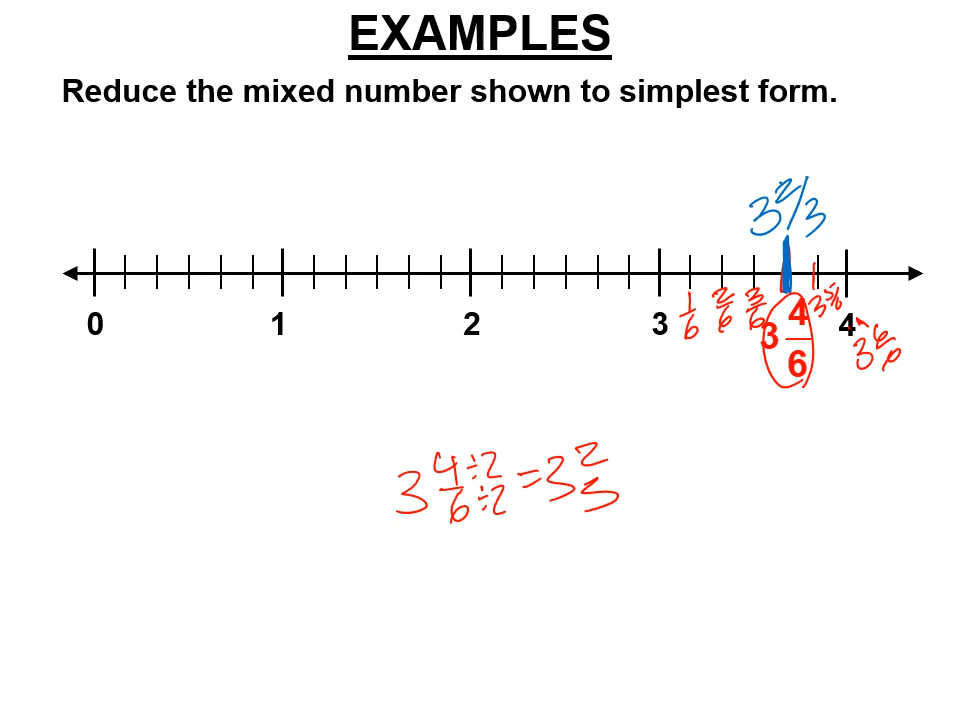 EXAMPLES
Reduce the mixed number shown to simplest form.
3 2/3
0 1 2 3 4
1/6 2/6 3/6 3 4/6 3 5/6 3 6/6
3 4÷2/6÷2 = 3 2/3